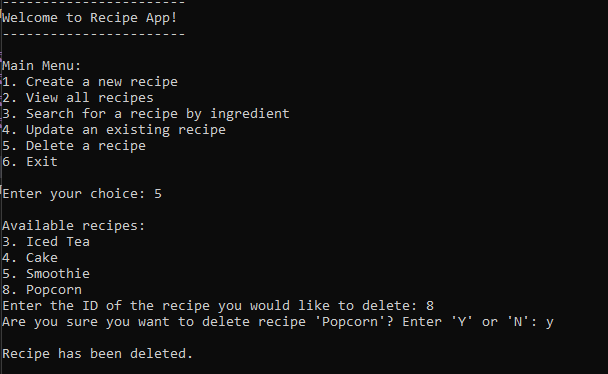 ----------------------
Welcome to Recipe App!
----------------------
Main Menu:
1. Create a new recipe
2. View all recipes
3. Search for a recipe by ingredient
4. Update an existing recipe
5. Delete a recipe
6. Exit
Enter your choice: 5
Available recipes:
3. Iced Tea
4. Cake
5. Smoothie
8. Popcorn
Enter the ID of the recipe you would like to delete: 8
Are you sure you want to delete recipe 'Popcorn'? Enter 'Y' or 'N': y
Recipe has been deleted.